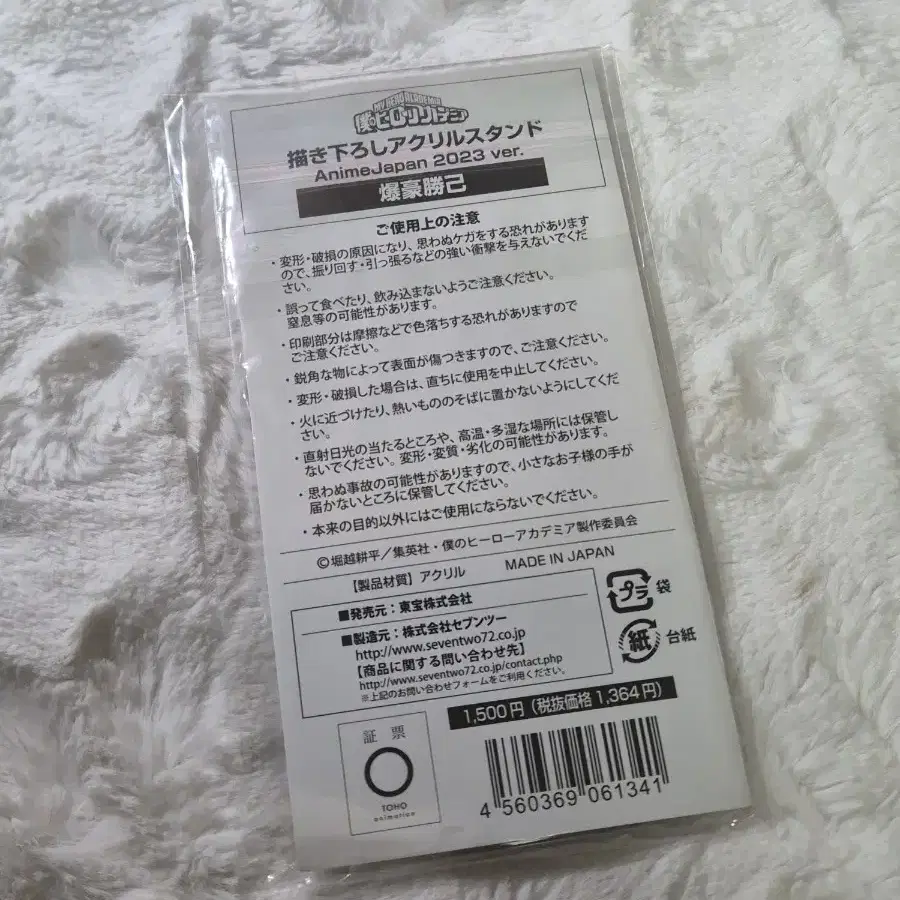 MY HERO ACADEMIA
僕のヒーローアカデミア
描き下ろしアクリルスタンド
AnimeJapan 2023 ver.
爆豪勝己
ご使用上の注意
・変形・破損の原因になり、思わぬケガをする恐れがあります
ので、振り回す・引っ張るなどの強い衝撃を与えないでくだ
さい。
・誤って食べたり、飲み込まないようご注意ください。
窒息等の可能性があります。
・印刷部分は摩擦などで色落ちする恐れがありますので
ご注意ください。
・鋭角な物によって表面が傷つきますので、ご注意ください。
・変形・破損した場合は、直ちに使用を中止してください。
・火に近づけたり、熱いもののそばに置かないようにしてくだ
さい。
・直射日光の当たるところや、高温・多湿な場所には保管し
ないでください。変形・変質・劣化の可能性があります。
・思わぬ事故の可能性がありますので、小さなお子様の手が
届かないところに保管してください。
・本来の目的以外にはご使用にならないでください。
©堀越耕平／集英社・僕のヒーローアカデミア製作委員会
【製品材質】アクリル MADE IN JAPAN
■発売元：東宝株式会社
■製造元：株式会社セブンツー
http://www.seventwo72.co.jp
【商品に関する問い合わせ先】
http://www.seventwo72.co.jp/contact.php
※上記のお問い合わせフォームをご利用ください。
プラ 袋
紙 台紙
1,500円（税抜価格 1,364円）
証票
TOHO
animation
4 560369 061341